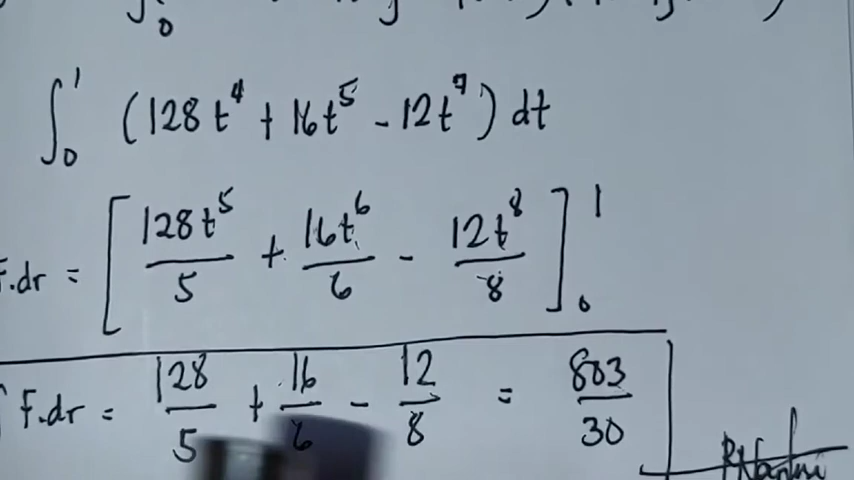 ∫₀¹ (128t⁴ + 16t⁵ - 12t⁷) dt
F.dr = [128t⁵/5 + 16t⁶/6 - 12t⁸/8]₀¹
F.dr = 128/5 + 16/6 - 12/8 = 803/30